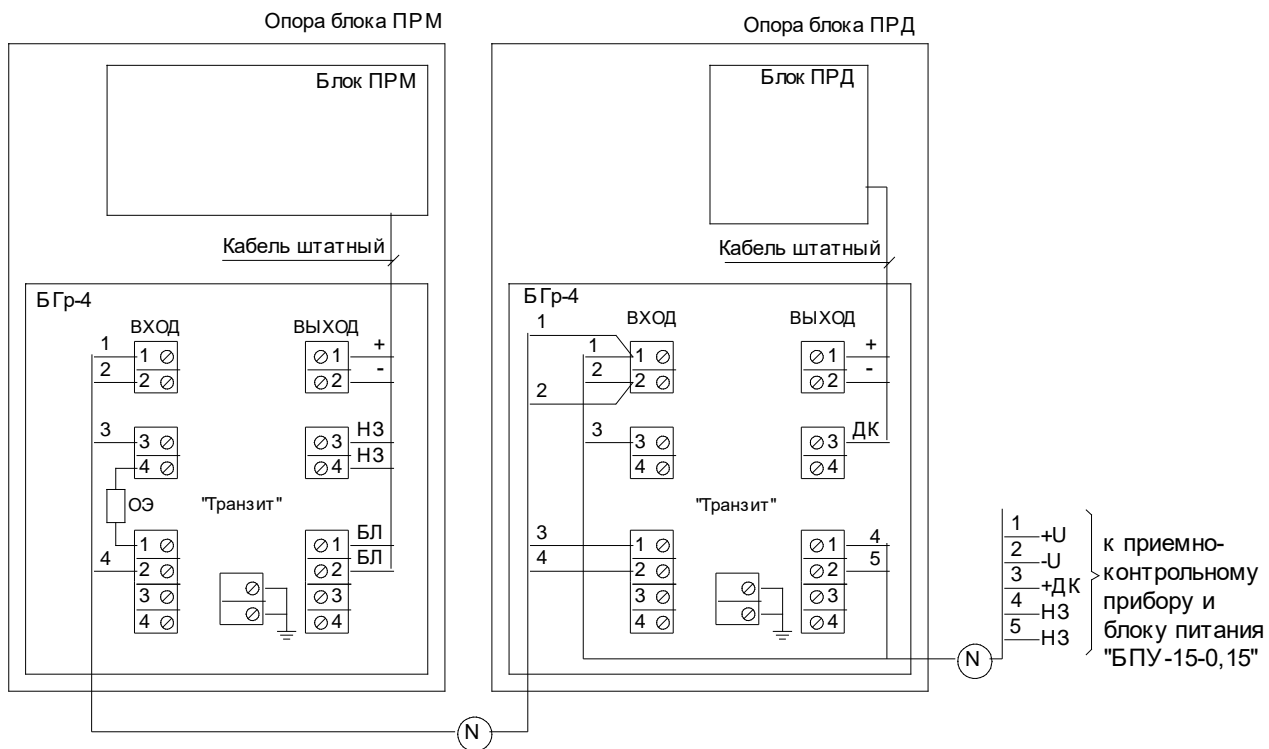 Опора блока ПРМ
Блок ПРМ
Кабель штатный
БГр-4
ВХОД
ВЫХОД
1
1
1
+
2
2
2
-
3
3
3
НЗ
4
4
НЗ
ОЭ
"Транзит"
1
1
БЛ
4
2
2
БЛ
3
3
4
4
Опора блока ПРД
Блок ПРД
Кабель штатный
БГр-4
1
ВХОД
ВЫХОД
1
1
1
+
2
2
2
-
2
3
3
3
ДК
4
4
"Транзит"
3
1
1
4
4
2
2
5
3
3
4
4
N
N
1 +U
2 -U
3 +ДК
4 НЗ
5 НЗ
к приемно-
контрольному
прибору и
блоку питания
"БПУ-15-0,15"